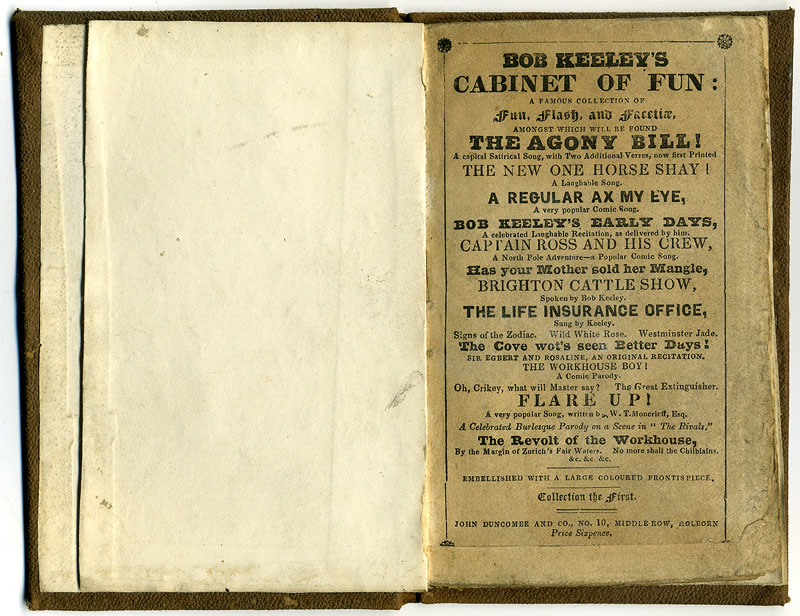 BOB KEELEY'S
CABINET OF FUN:
A FAMOUS COLLECTION OF
Fun, Flash, and Facetiæ,
AMONGST WHICH WILL BE FOUND
THE AGONY BILL!
A capital Satirical Song, with Two Additional Verses, now first Printed
THE NEW ONE HORSE SHAY!
A Laughable Song.
A REGULAR AX MY EYE,
A very popular Comic Song.
BOB KEELEY'S EARLY DAYS,
A celebrated Laughable Recitation, as delivered by him.
CAPTAIN ROSS AND HIS CREW,
A North Pole Adventure—a Popular Comic Song.
Has your Mother sold her Mangle,
BRIGHTON CATTLE SHOW,
Spoken by Bob Keeley.
THE LIFE INSURANCE OFFICE,
Sung by Keeley.
Signs of the Zodiac. Wild White Rose. Westminster Jade.
The Cove wot's seen Better Days!
SIR EGBERT AND ROSALINE, AN ORIGINAL RECITATION.
THE WORKHOUSE BOY!
A Comic Parody.
Oh, Crikey, what will Master say? The Great Extinguisher.
FLARE UP!
A very popular Song, written by W. T. Moncrieff, Esq.
A Celebrated Burlesque Parody on a Scene in "The Rivals."
The Revolt of the Workhouse,
By the Margin of Zurich's Fair Waters. No more shall the Chilblains.
&c. &c. &c.
EMBELLISHED WITH A LARGE COLOURED FRONTISPIECE.
Collection the First.
JOHN DUNCOMBE AND CO., NO. 10, MIDDLE ROW, HOLBORN
Price Sixpence.